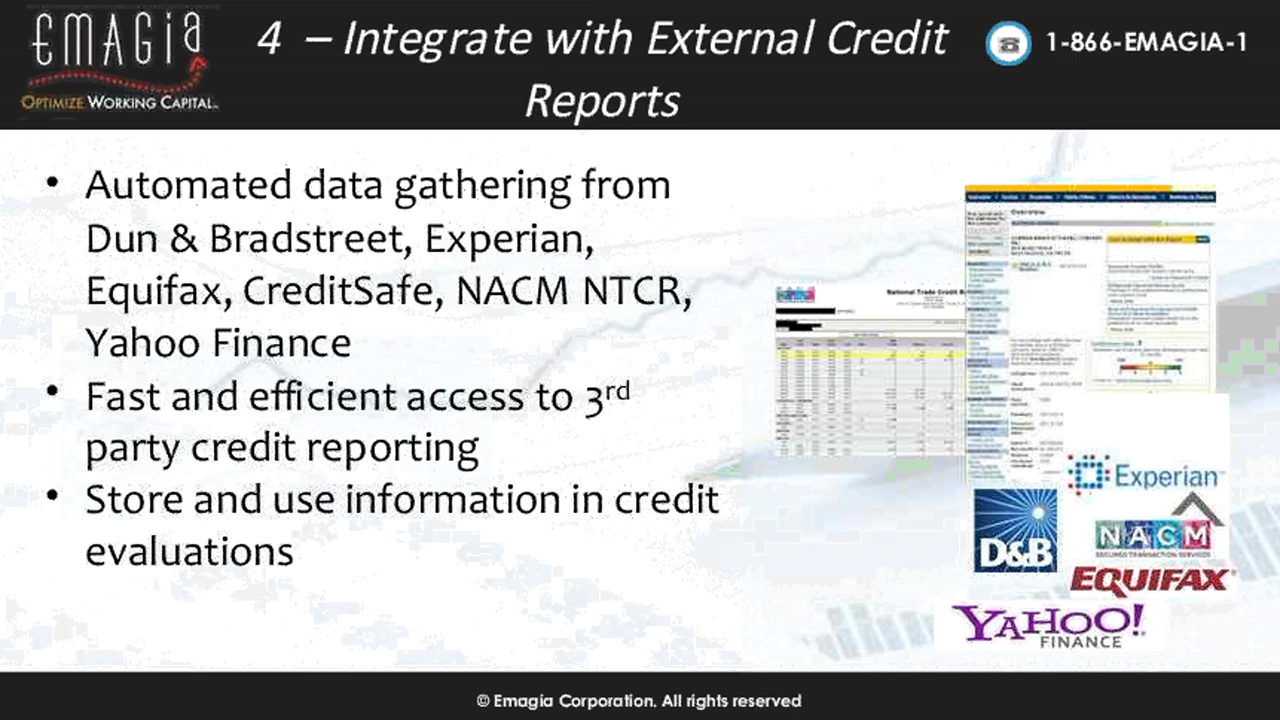 EMAGIA
OPTIMIZE WORKING CAPITAL
4 – Integrate with External Credit
Reports
1-866-EMAGIA-1
• Automated data gathering from
Dun & Bradstreet, Experian,
Equifax, CreditSafe, NACM NTCR,
Yahoo Finance
• Fast and efficient access to 3rd
party credit reporting
• Store and use information in credit
evaluations
National Trade Credit
Overview
Experian
D&B
NACM
SECURED TRANSACTION SERVICES
EQUIFAX
YAHOO!
FINANCE
© Emagia Corporation. All rights reserved